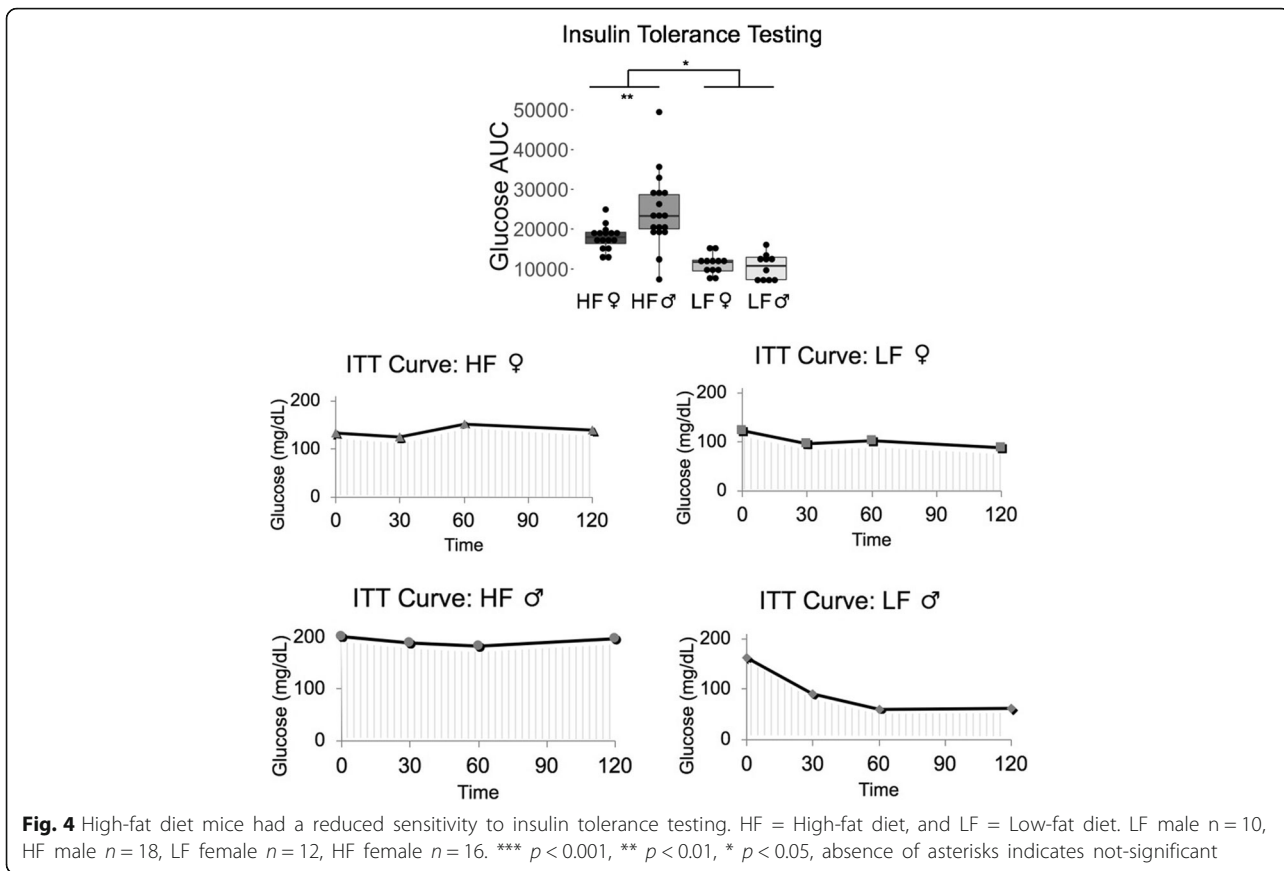 Insulin Tolerance Testing
*
**
Glucose AUC
50000
40000
30000
20000
10000
HF ♀ HF ♂ LF ♀ LF ♂
ITT Curve: HF ♀
Glucose (mg/dL)
200
100
0
0 30 60 90 120
Time
ITT Curve: LF ♀
Glucose (mg/dL)
200
100
0
0 30 60 90 120
Time
ITT Curve: HF ♂
Glucose (mg/dL)
200
100
0
0 30 60 90 120
Time
ITT Curve: LF ♂
Glucose (mg/dL)
200
100
0
0 30 60 90 120
Time
Fig. 4 High-fat diet mice had a reduced sensitivity to insulin tolerance testing. HF = High-fat diet, and LF = Low-fat diet. LF male n = 10,
HF male n = 18, LF female n = 12, HF female n = 16. *** p < 0.001, ** p < 0.01, * p < 0.05, absence of asterisks indicates not-significant